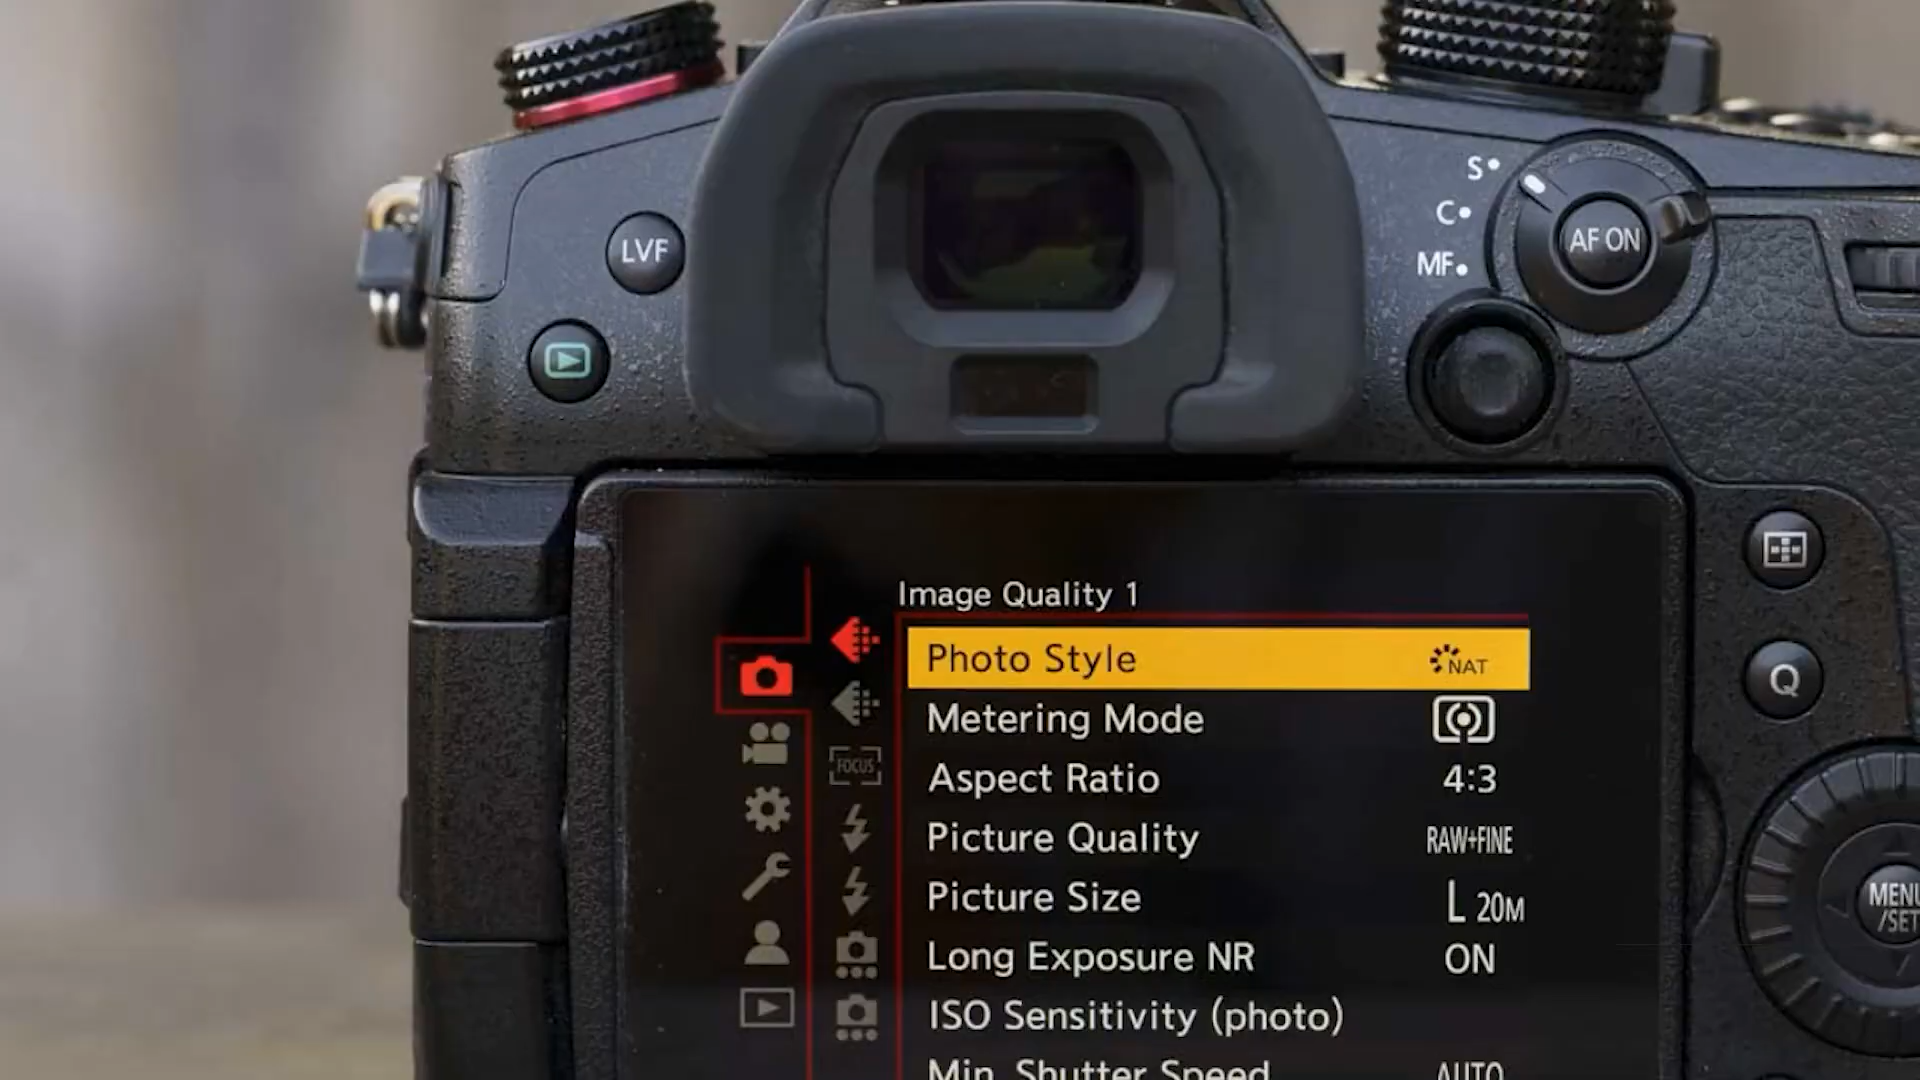 S
C
MF
AF ON
LVF
Q
MENU
/SET
Image Quality 1
Photo Style NAT
Metering Mode
Aspect Ratio 4:3
FOCUS
Picture Quality RAW+FINE
Picture Size L 20M
Long Exposure NR ON
ISO Sensitivity (photo)
Min. Shutter Speed AUTO